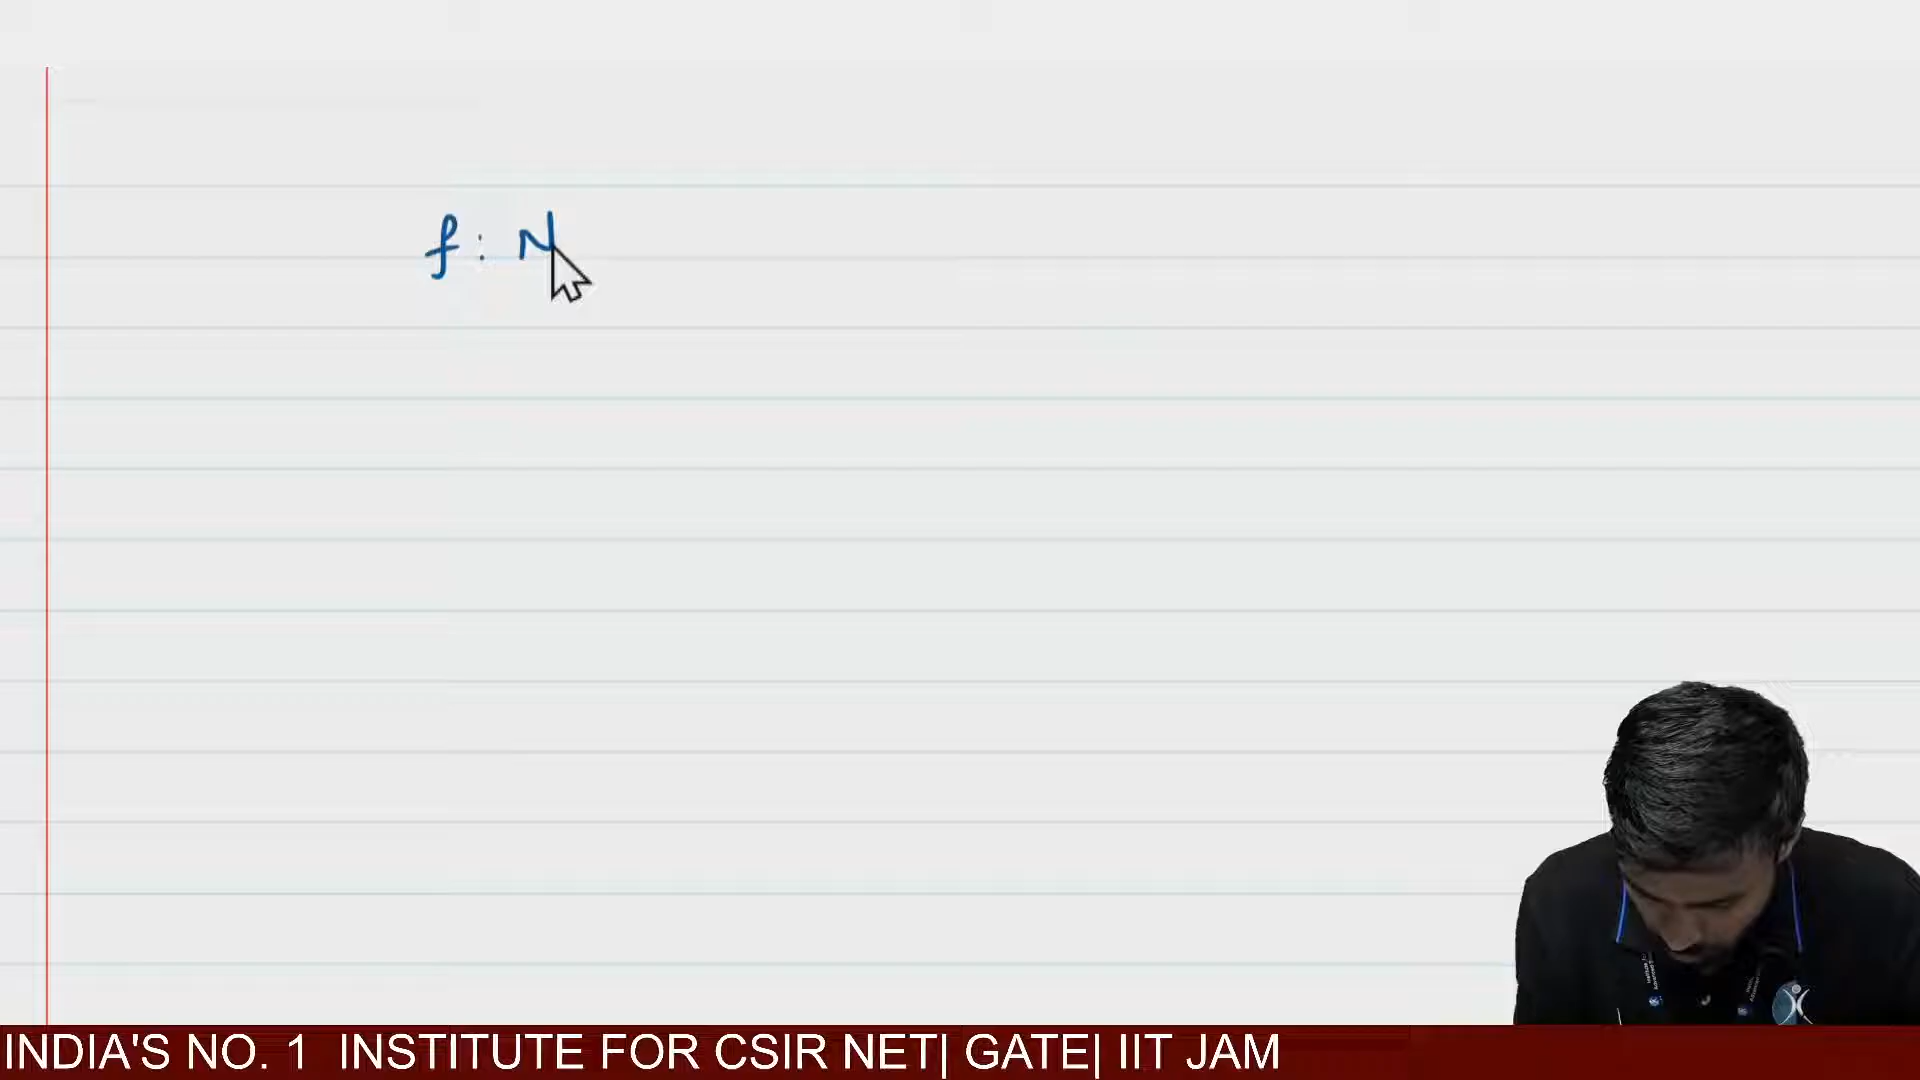 f : N
INDIA'S NO. 1 INSTITUTE FOR CSIR NET| GATE| IIT JAM